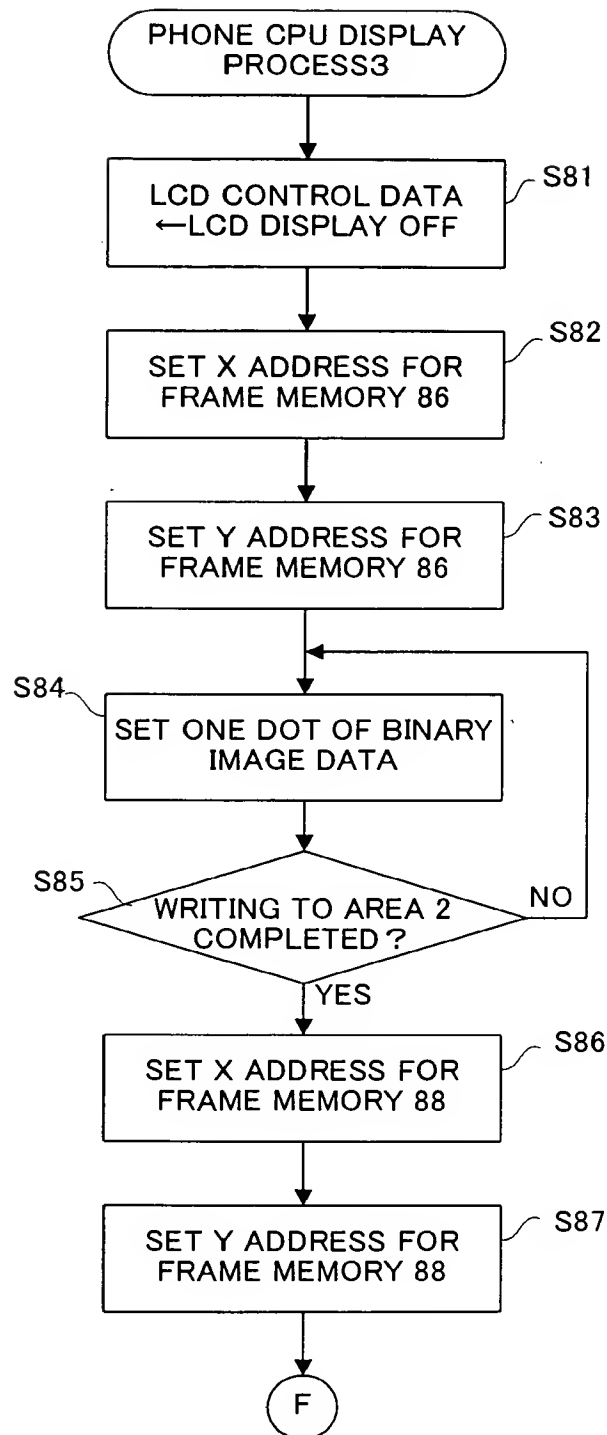 PHONE CPU DISPLAY
PROCESS3
S81
LCD CONTROL DATA
←LCD DISPLAY OFF
S82
SET X ADDRESS FOR
FRAME MEMORY 86
S83
SET Y ADDRESS FOR
FRAME MEMORY 86
S84
SET ONE DOT OF BINARY
IMAGE DATA
S85
WRITING TO AREA 2
COMPLETED?
NO
YES
S86
SET X ADDRESS FOR
FRAME MEMORY 88
S87
SET Y ADDRESS FOR
FRAME MEMORY 88
F